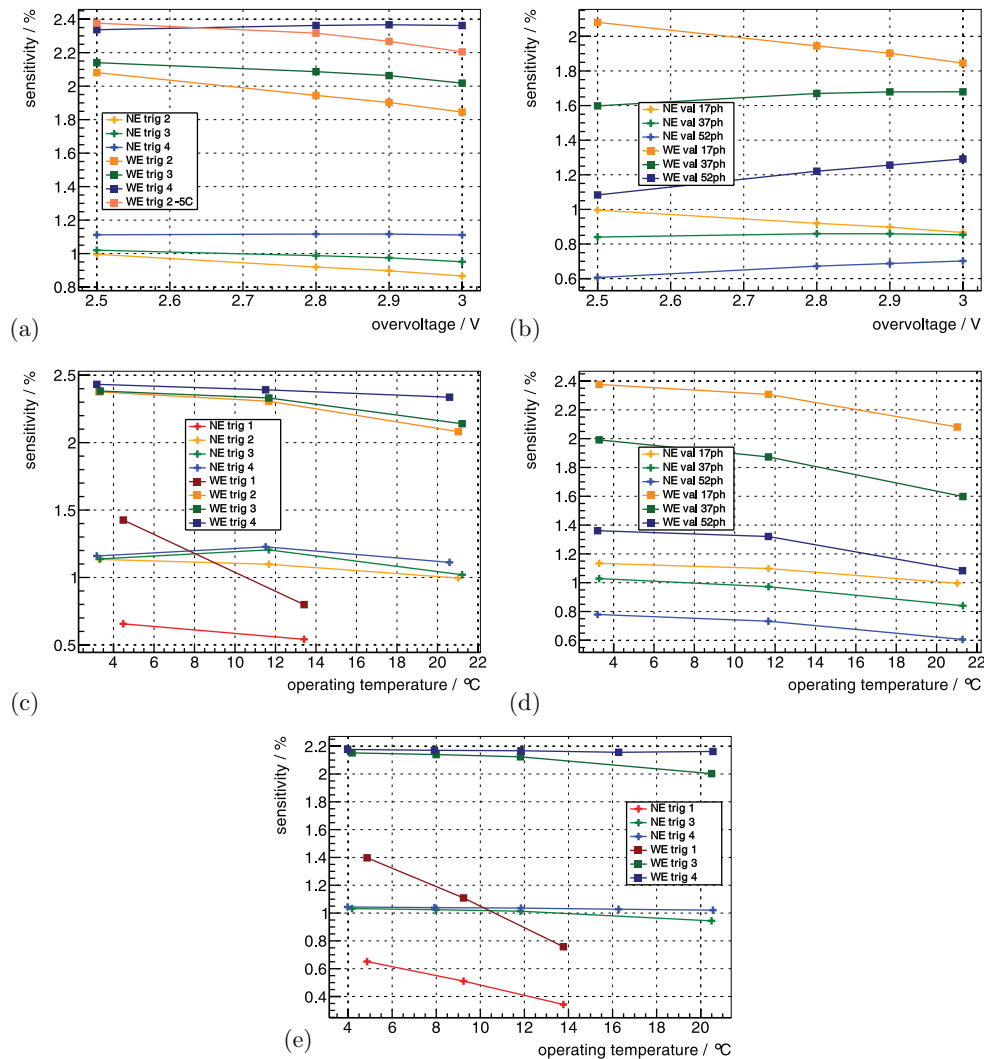 sensitivity / %
2.4
2.2
2
1.8
1.6
1.4
1.2
1
0.8
NE trig 2
NE trig 3
NE trig 4
WE trig 2
WE trig 3
WE trig 4
WE trig 2 -5C
2.5 2.6 2.7 2.8 2.9 3
overvoltage / V
(a)
sensitivity / %
2
1.8
1.6
1.4
1.2
1
0.8
0.6
NE val 17ph
NE val 37ph
NE val 52ph
WE val 17ph
WE val 37ph
WE val 52ph
2.5 2.6 2.7 2.8 2.9 3
overvoltage / V
(b)
sensitivity / %
2.5
2
1.5
1
0.5
NE trig 1
NE trig 2
NE trig 3
NE trig 4
WE trig 1
WE trig 2
WE trig 3
WE trig 4
4 6 8 10 12 14 16 18 20 22
operating temperature / ºC
(c)
sensitivity / %
2.4
2.2
2
1.8
1.6
1.4
1.2
1
0.8
0.6
NE val 17ph
NE val 37ph
NE val 52ph
WE val 17ph
WE val 37ph
WE val 52ph
4 6 8 10 12 14 16 18 20 22
operating temperature / ºC
(d)
sensitivity / %
2.2
2
1.8
1.6
1.4
1.2
1
0.8
0.6
0.4
NE trig 1
NE trig 3
NE trig 4
WE trig 1
WE trig 3
WE trig 4
4 6 8 10 12 14 16 18 20
operating temperature / ºC
(e)